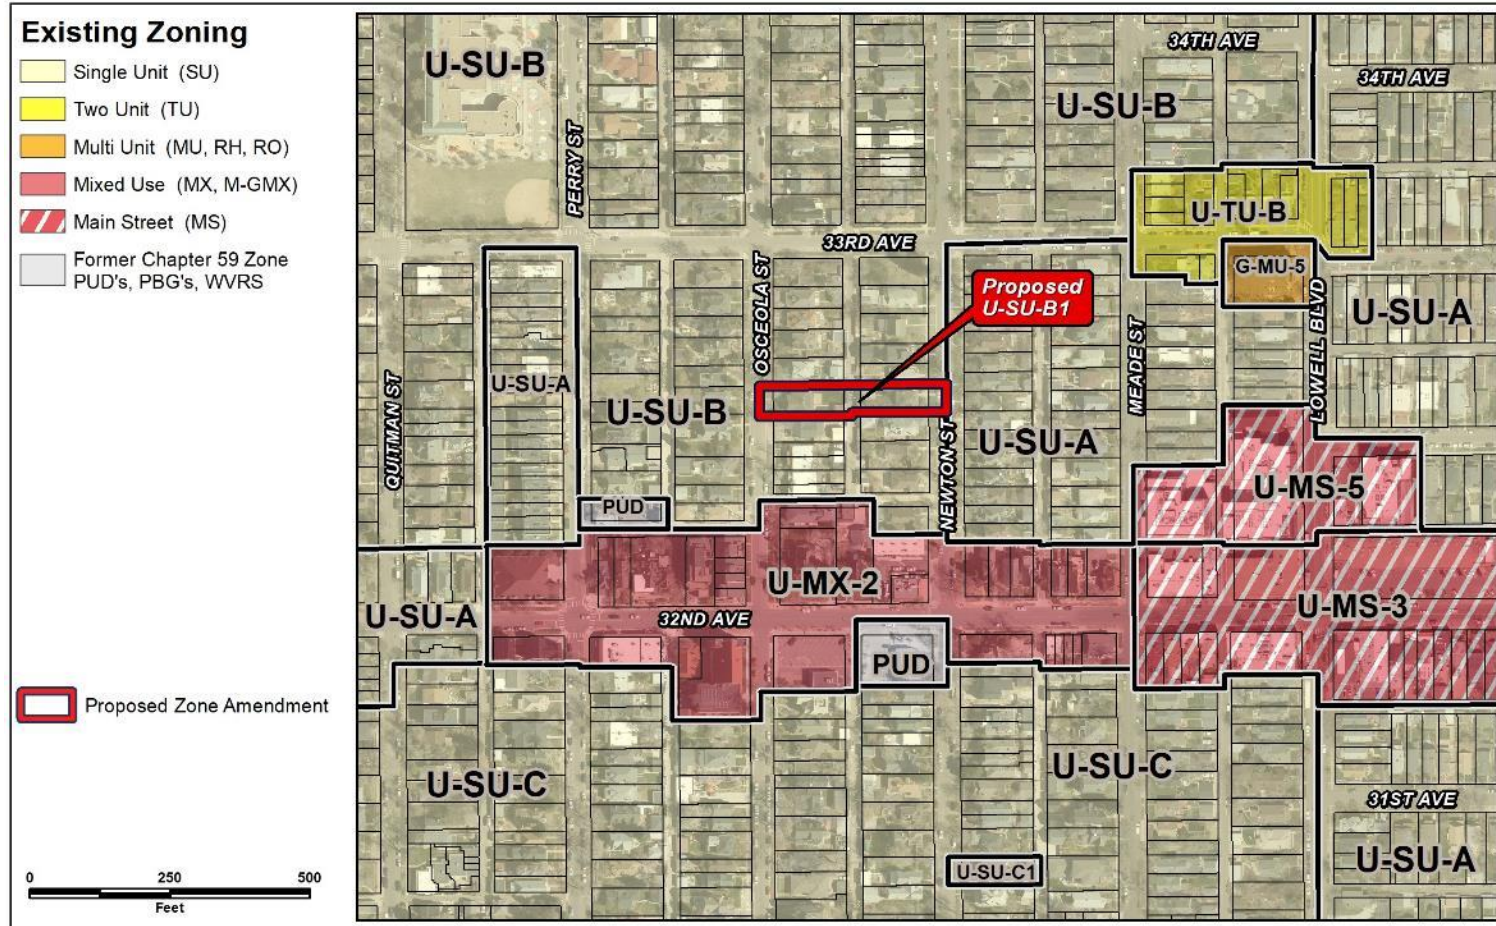 Existing Zoning
Single Unit (SU)
Two Unit (TU)
Multi Unit (MU, RH, RO)
Mixed Use (MX, M-GMX)
Main Street (MS)
Former Chapter 59 Zone
PUD's, PBG's, WVRS
Proposed Zone Amendment
0 250 500
Feet
U-SU-B
34TH AVE
34TH AVE
U-SU-B
PERRY ST
U-TU-B
33RD AVE
OSCEOLA ST
G-MU-5
Proposed
U-SU-B1
LOWELL BLVD
U-SU-A
MEADE ST
QUITMAN ST
U-SU-A
U-SU-B
NEWTON ST
U-SU-A
U-MS-5
PUD
U-MX-2
U-SU-A
32ND AVE
U-MS-3
PUD
U-SU-C
U-SU-C
31ST AVE
U-SU-C1
U-SU-A